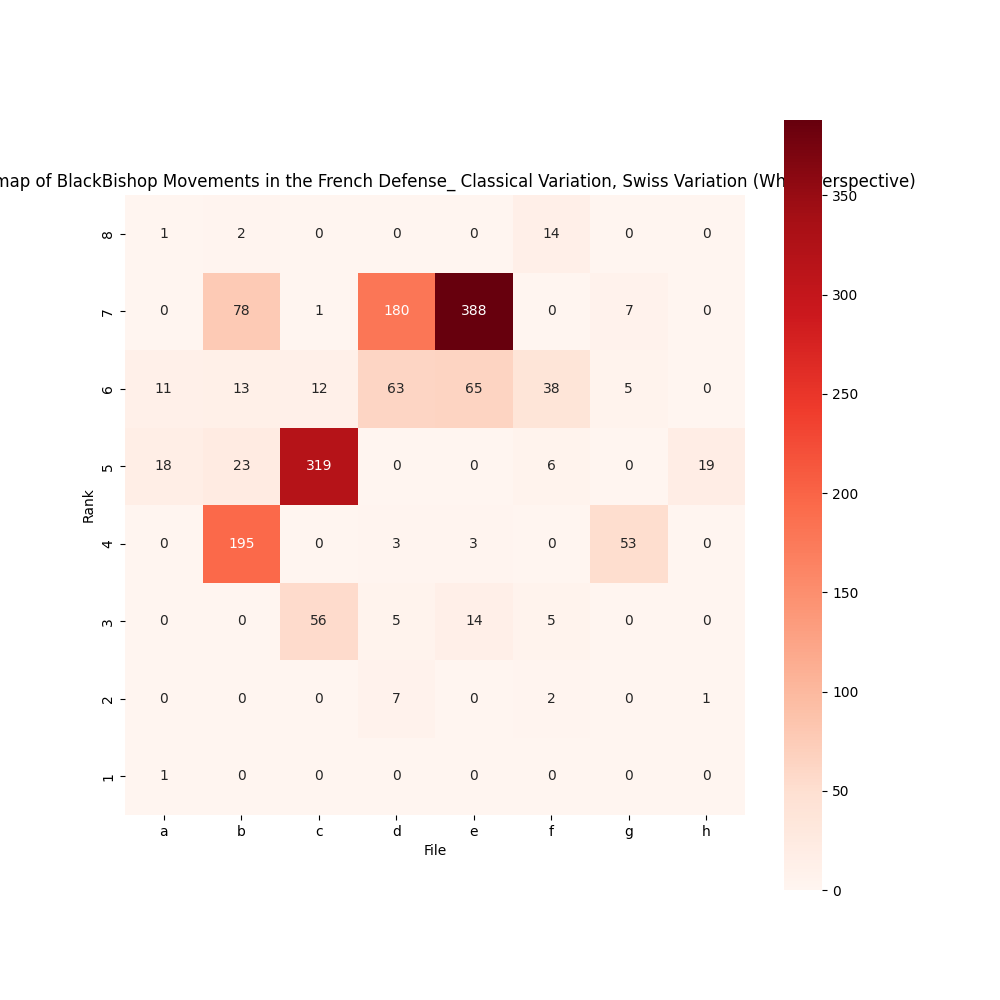 map of BlackBishop Movements in the French Defense_ Classical Variation, Swiss Variation (Wh erspective)
8 1 2 0 0 0 14 0 0
7 0 78 1 180 388 0 7 0
6 11 13 12 63 65 38 5 0
5 18 23 319 0 0 6 0 19
4 0 195 0 3 3 0 53 0
3 0 0 56 5 14 5 0 0
2 0 0 0 7 0 2 0 1
1 1 0 0 0 0 0 0 0
a b c d e f g h
Rank
File
350
300
250
200
150
100
50
0